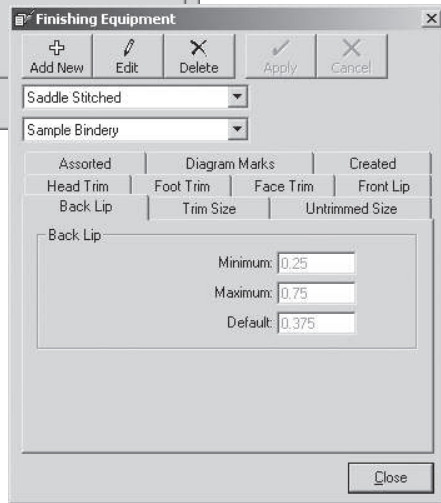 Finishing Equipment
Add New Edit Delete Apply Cancel
Saddle Stitched
Sample Bindery
Assorted Diagram Marks Created
Head Trim Foot Trim Face Trim Front Lip
Back Lip Trim Size Untrimmed Size
Back Lip
Minimum: 0.25
Maximum: 0.75
Default: 0.375
Close